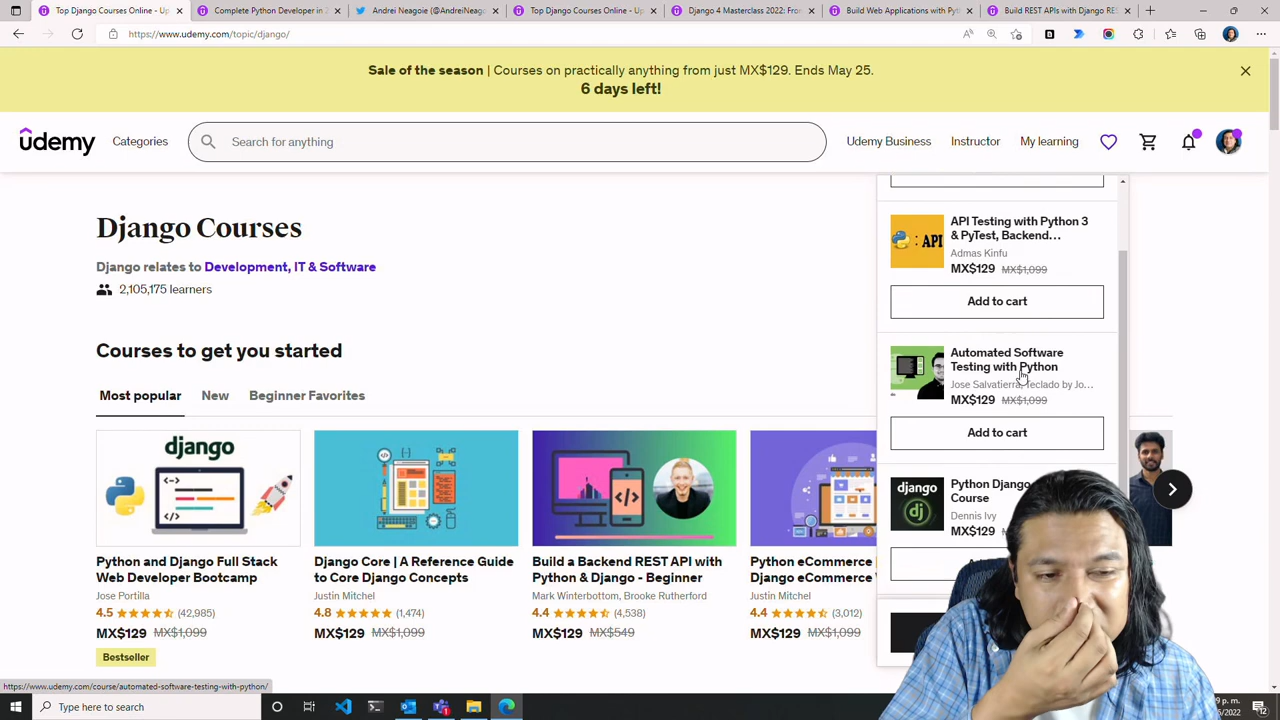 Top Django Courses Online - Up
Complete Python Developer in 2
Andrei Neagoie (@AndreiNeago
Top Django Courses Online - Up
Django 4 Masterclass 2022: Fro
Build Web Applications with Pyt
Build REST APIs with Django RES
https://www.udemy.com/topic/django/
Sale of the season | Courses on practically anything from just MX$129. Ends May 25.
6 days left!
udemy
Categories
Search for anything
Udemy Business
Instructor
My learning
Django Courses
Django relates to Development, IT & Software
2,105,175 learners
Courses to get you started
Most popular
New
Beginner Favorites
API Testing with Python 3
& PyTest, Backend...
Admas Kinfu
MX$129 MX$1,099
Add to cart
Automated Software
Testing with Python
Jose Salvatierra, Teclado by Jo...
MX$129 MX$1,099
Add to cart
Python Django
Course
Dennis Ivy
MX$129
: API
django
dj
django
Python and Django Full Stack
Web Developer Bootcamp
Jose Portilla
4.5 (42,985)
MX$129 MX$1,099
Bestseller
Django Core | A Reference Guide
to Core Django Concepts
Justin Mitchel
4.8 (1,474)
MX$129 MX$1,099
Build a Backend REST API with
Python & Django - Beginner
Mark Winterbottom, Brooke Rutherford
4.4 (4,538)
MX$129 MX$549
Python eCommerce |
Django eCommerce
Justin Mitchel
4.4 (3,012)
MX$129 MX$1,099
https://www.udemy.com/course/automated-software-testing-with-python/
Type here to search
9 p. m.
/2022
12